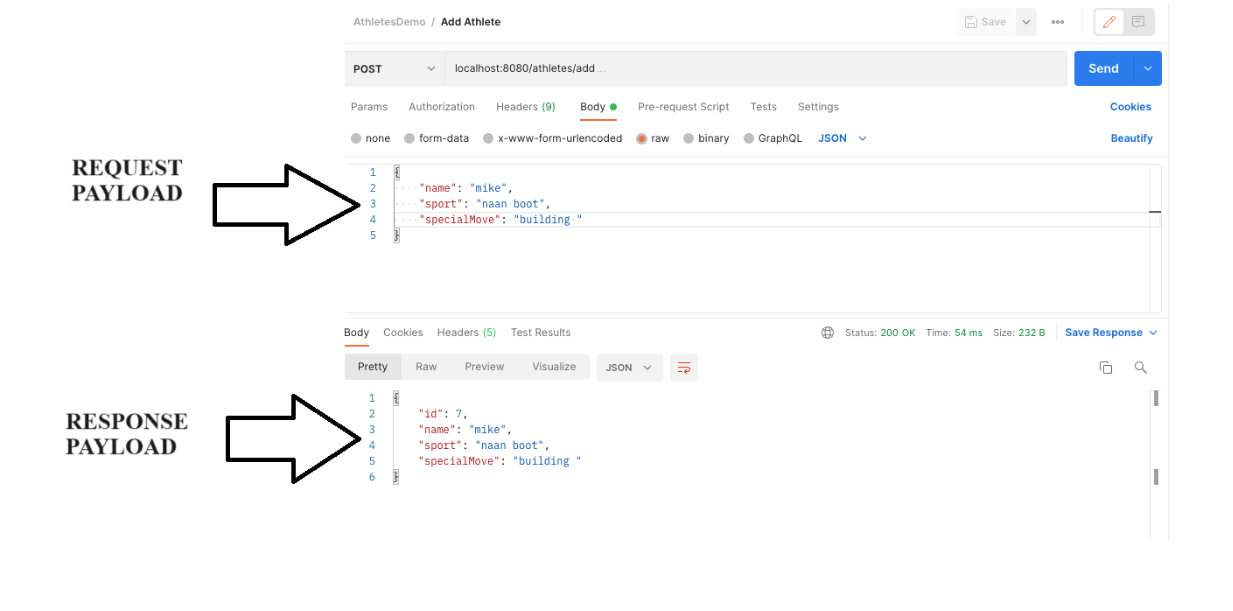 AthletesDemo / Add Athlete
Save
POST
localhost:8080/athletes/add ...
Send
Params Authorization Headers (9) Body Pre-request Script Tests Settings Cookies
none form-data x-www-form-urlencoded raw binary GraphQL JSON Beautify
REQUEST
PAYLOAD
1 {
2 "name": "mike",
3 "sport": "naan boot",
4 "specialMove": "building "
5 }
Body Cookies Headers (5) Test Results Status: 200 OK Time: 54 ms Size: 232 B Save Response
Pretty Raw Preview Visualize JSON
RESPONSE
PAYLOAD
1 {
2 "id": 7,
3 "name": "mike",
4 "sport": "naan boot",
5 "specialMove": "building "
6 }